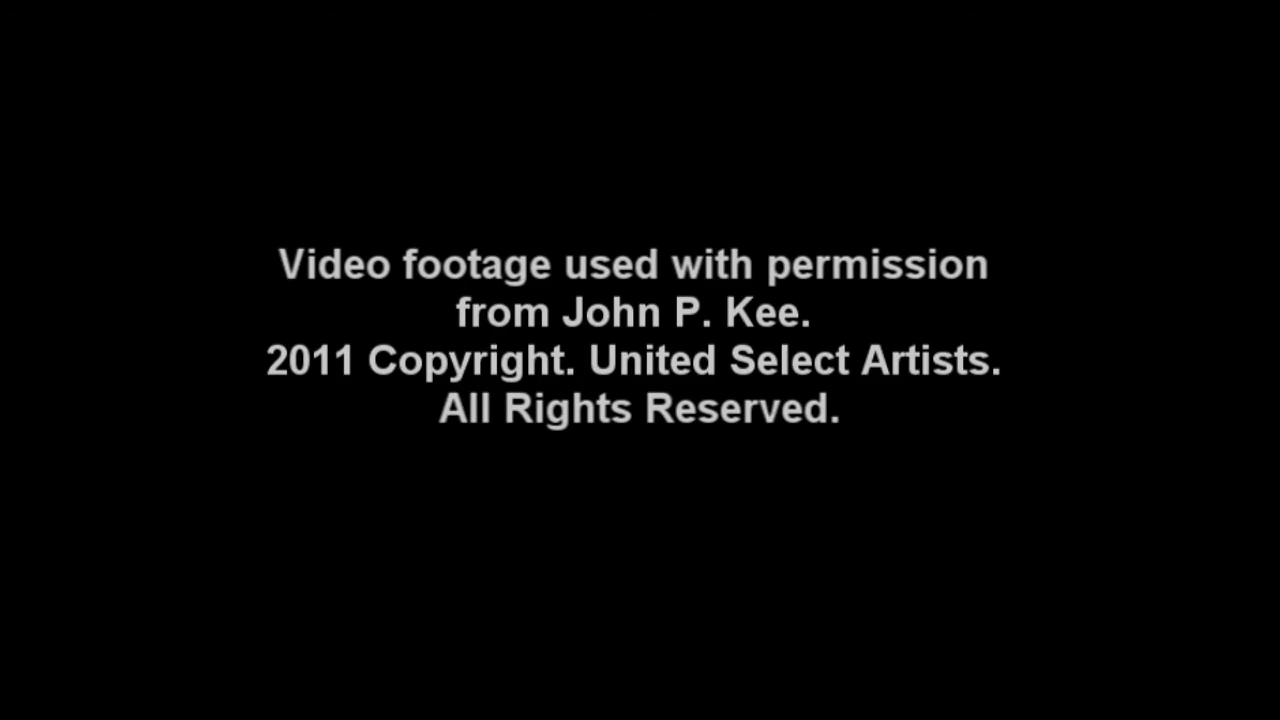 Video footage used with permission
from John P. Kee.
2011 Copyright. United Select Artists.
All Rights Reserved.